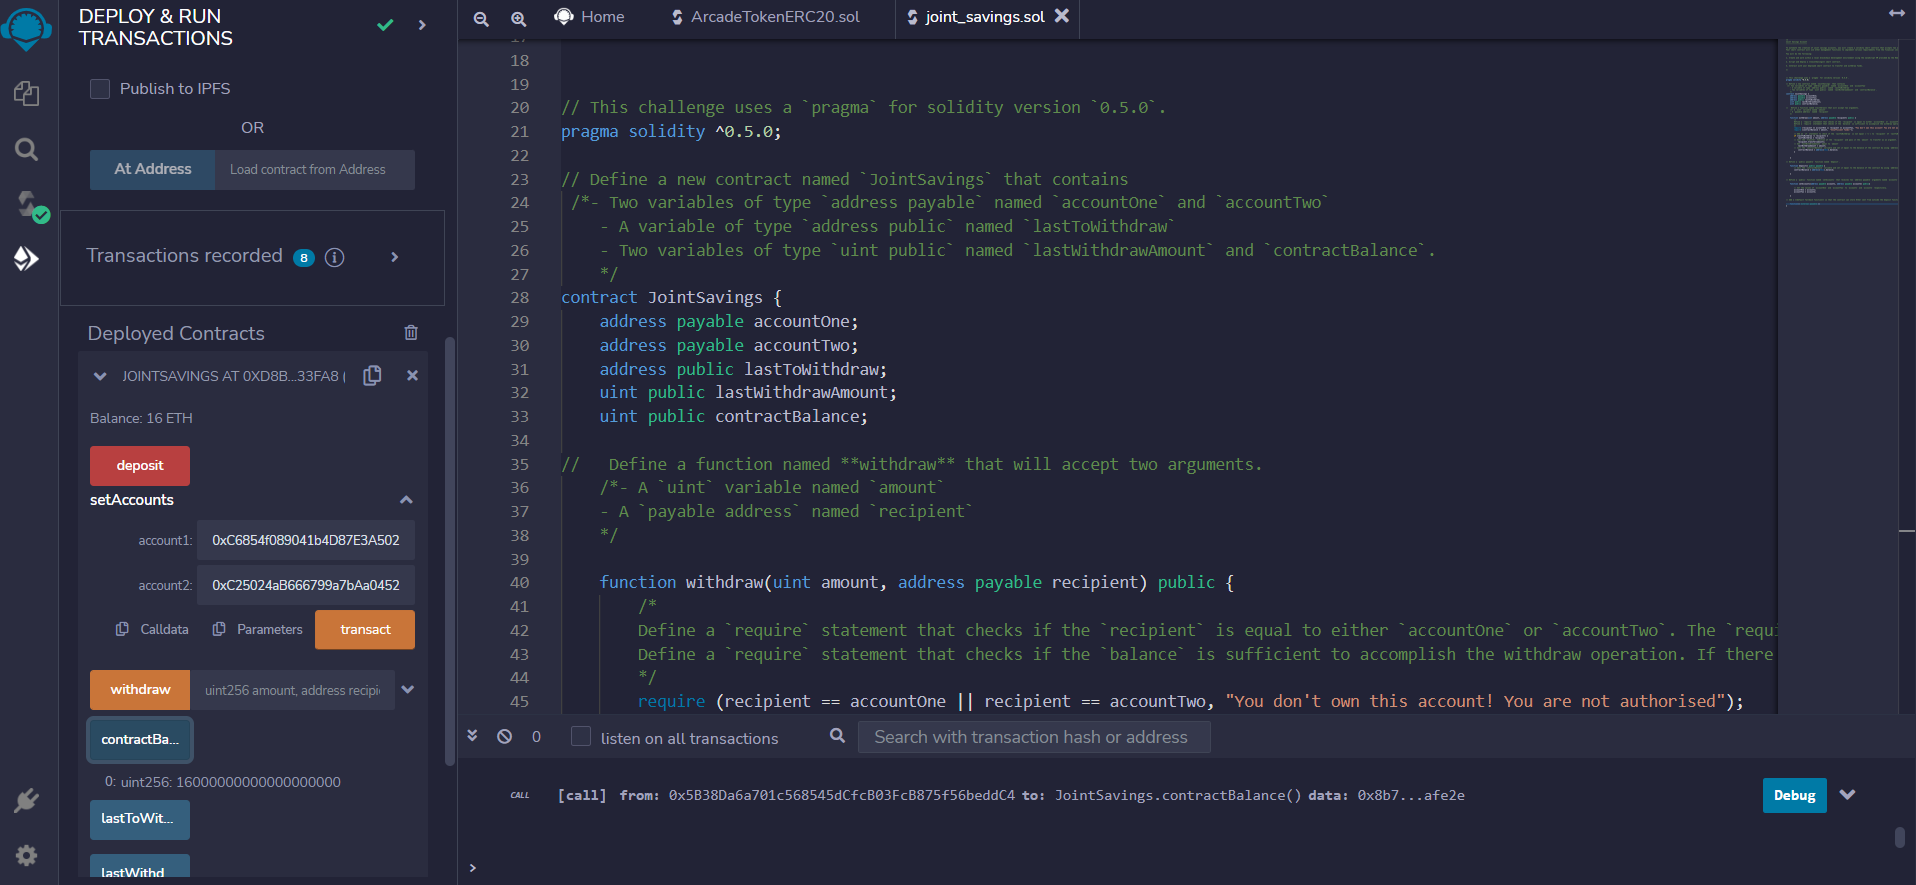 DEPLOY & RUN
TRANSACTIONS
Publish to IPFS
OR
At Address
Load contract from Address
Transactions recorded 8
Deployed Contracts
JOINTSAVINGS AT 0XD8B...33FA8 (
Balance: 16 ETH
deposit
setAccounts
account1: 0xC6854f089041b4D87E3A502
account2: 0xC25024aB666799a7bAa0452
Calldata Parameters transact
withdraw uint256 amount, address recipi
contractBa...
0: uint256: 16000000000000000000
lastToWit...
lastWithd
Home
ArcadeTokenERC20.sol
joint_savings.sol
17
18
19
20 // This challenge uses a `pragma` for solidity version `0.5.0`.
21 pragma solidity ^0.5.0;
22
23 // Define a new contract named `JointSavings` that contains
24 /*- Two variables of type `address payable` named `accountOne` and `accountTwo`
25 - A variable of type `address public` named `lastToWithdraw`
26 - Two variables of type `uint public` named `lastWithdrawAmount` and `contractBalance`.
27 */
28 contract JointSavings {
29 address payable accountOne;
30 address payable accountTwo;
31 address public lastToWithdraw;
32 uint public lastWithdrawAmount;
33 uint public contractBalance;
34
35 // Define a function named **withdraw** that will accept two arguments.
36 /*- A `uint` variable named `amount`
37 - A `payable address` named `recipient`
38 */
39
40 function withdraw(uint amount, address payable recipient) public {
41 /*
42 Define a `require` statement that checks if the `recipient` is equal to either `accountOne` or `accountTwo`. The `requi
43 Define a `require` statement that checks if the `balance` is sufficient to accomplish the withdraw operation. If there
44 */
45 require (recipient == accountOne || recipient == accountTwo, "You don't own this account! You are not authorised");
0
listen on all transactions
Search with transaction hash or address
CALL [call] from: 0x5B38Da6a701c568545dCfcB03FcB875f56beddC4 to: JointSavings.contractBalance() data: 0x8b7...afe2e
Debug
>